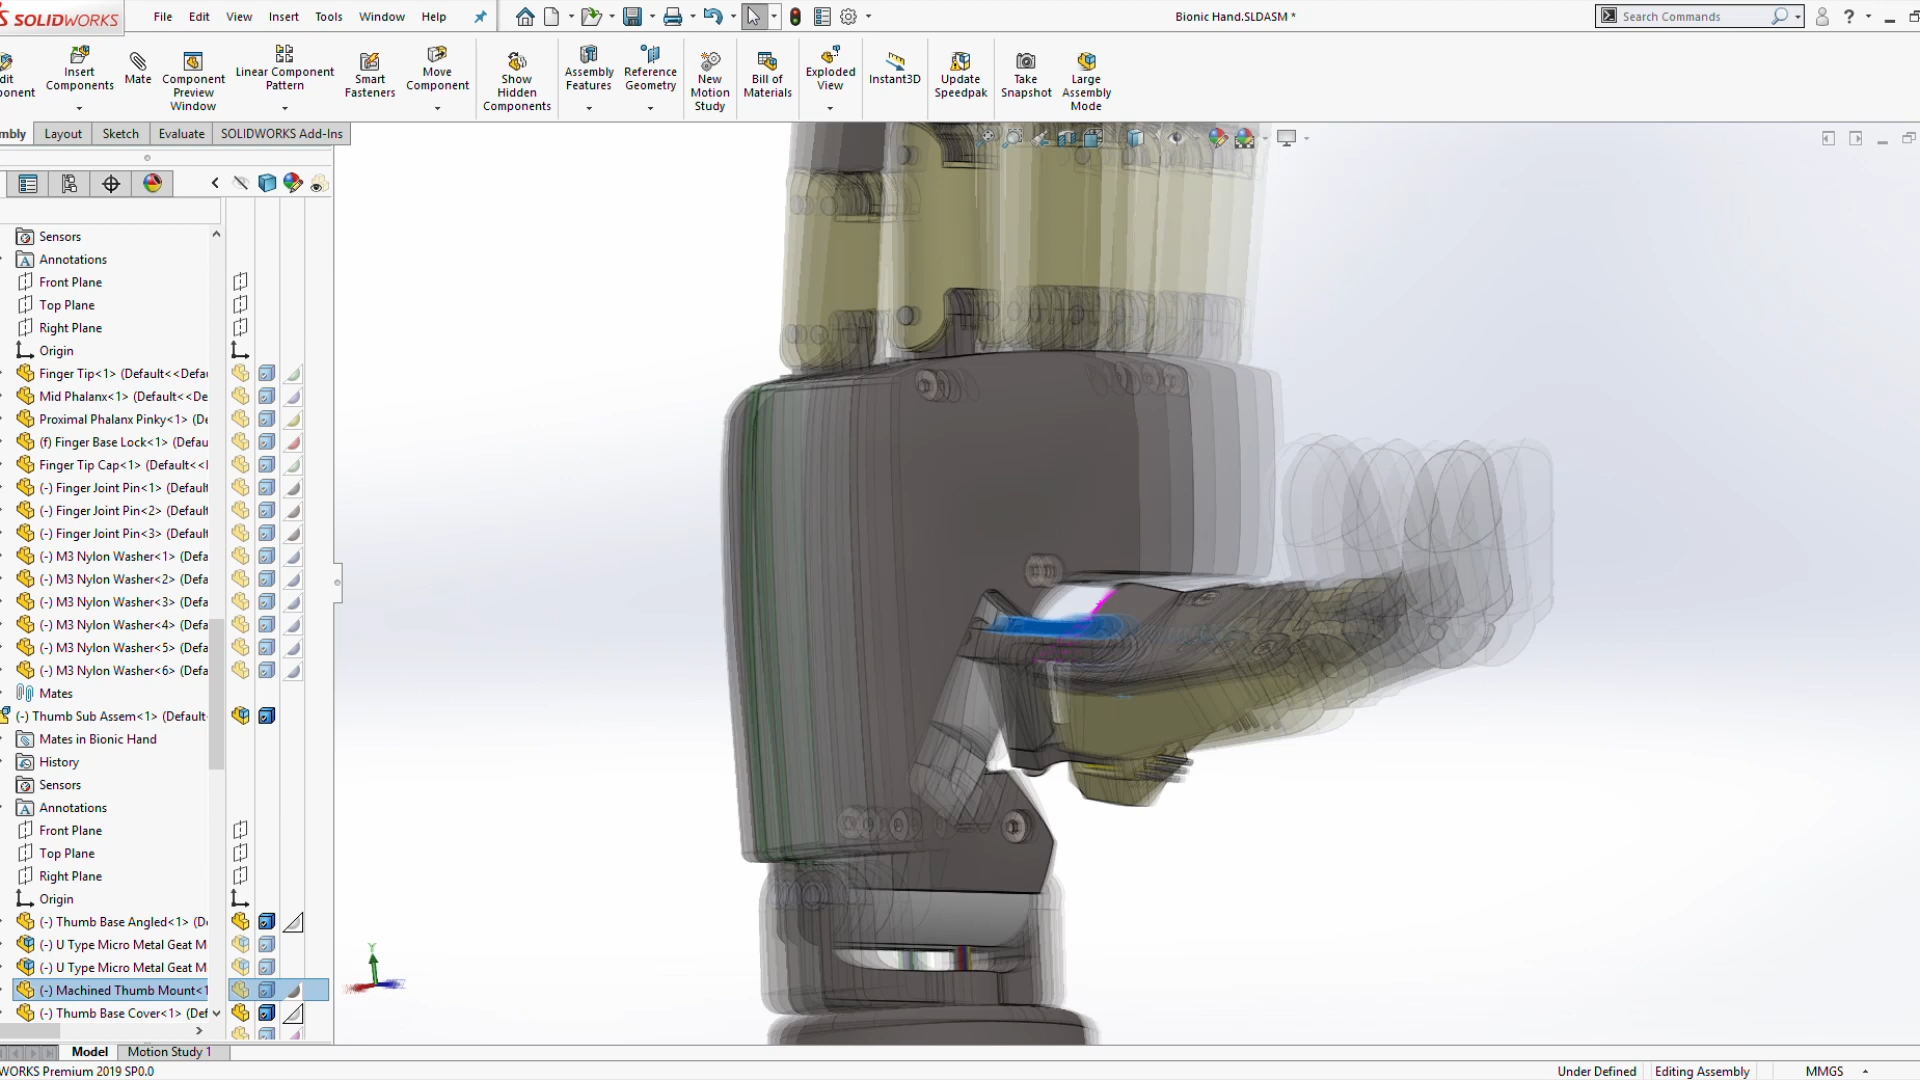 SOLIDWORKS File Edit View Insert Tools Window Help Bionic Hand.SLDASM * Search Commands ?
Insert Components
Mate
Component Preview Window
Linear Component Pattern
Smart Fasteners
Move Component
Show Hidden Components
Assembly Features
Reference Geometry
New Motion Study
Bill of Materials
Exploded View
Instant3D
Update Speedpak
Take Snapshot
Large Assembly Mode
mbly Layout Sketch Evaluate SOLIDWORKS Add-Ins
Sensors
Annotations
Front Plane
Top Plane
Right Plane
Origin
Finger Tip<1> (Default<<Defau
Mid Phalanx<1> (Default<<De
Proximal Phalanx Pinky<1> (De
(f) Finger Base Lock<1> (Defau
Finger Tip Cap<1> (Default<<I
(-) Finger Joint Pin<1> (Default
(-) Finger Joint Pin<2> (Default
(-) Finger Joint Pin<3> (Default
(-) M3 Nylon Washer<1> (Defa
(-) M3 Nylon Washer<2> (Defa
(-) M3 Nylon Washer<3> (Defa
(-) M3 Nylon Washer<4> (Defa
(-) M3 Nylon Washer<5> (Defa
(-) M3 Nylon Washer<6> (Defa
Mates
(-) Thumb Sub Assem<1> (Default
Mates in Bionic Hand
History
Sensors
Annotations
Front Plane
Top Plane
Right Plane
Origin
(-) Thumb Base Angled<1> (D
(-) U Type Micro Metal Geat M
(-) U Type Micro Metal Geat M
(-) Machined Thumb Mount<1
(-) Thumb Base Cover<1> (Def
Y
Model Motion Study 1
WORKS Premium 2019 SP0.0 Under Defined Editing Assembly MMGS